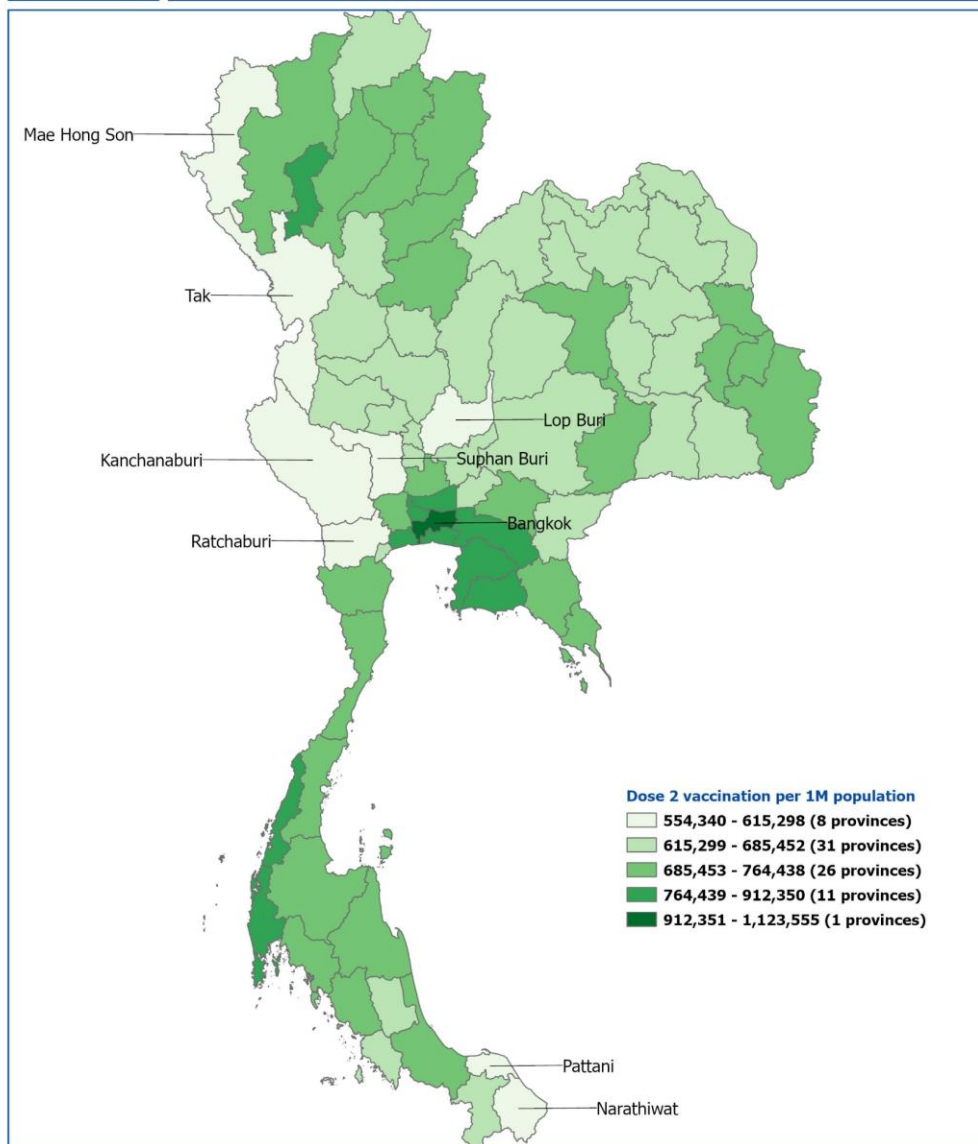 Mae Hong Son
Tak
Lop Buri
Kanchanaburi
Suphan Buri
Bangkok
Ratchaburi
Dose 2 vaccination per 1M population
554,340 - 615,298 (8 provinces)
615,299 - 685,452 (31 provinces)
685,453 - 764,438 (26 provinces)
764,439 - 912,350 (11 provinces)
912,351 - 1,123,555 (1 provinces)
Pattani
Narathiwat